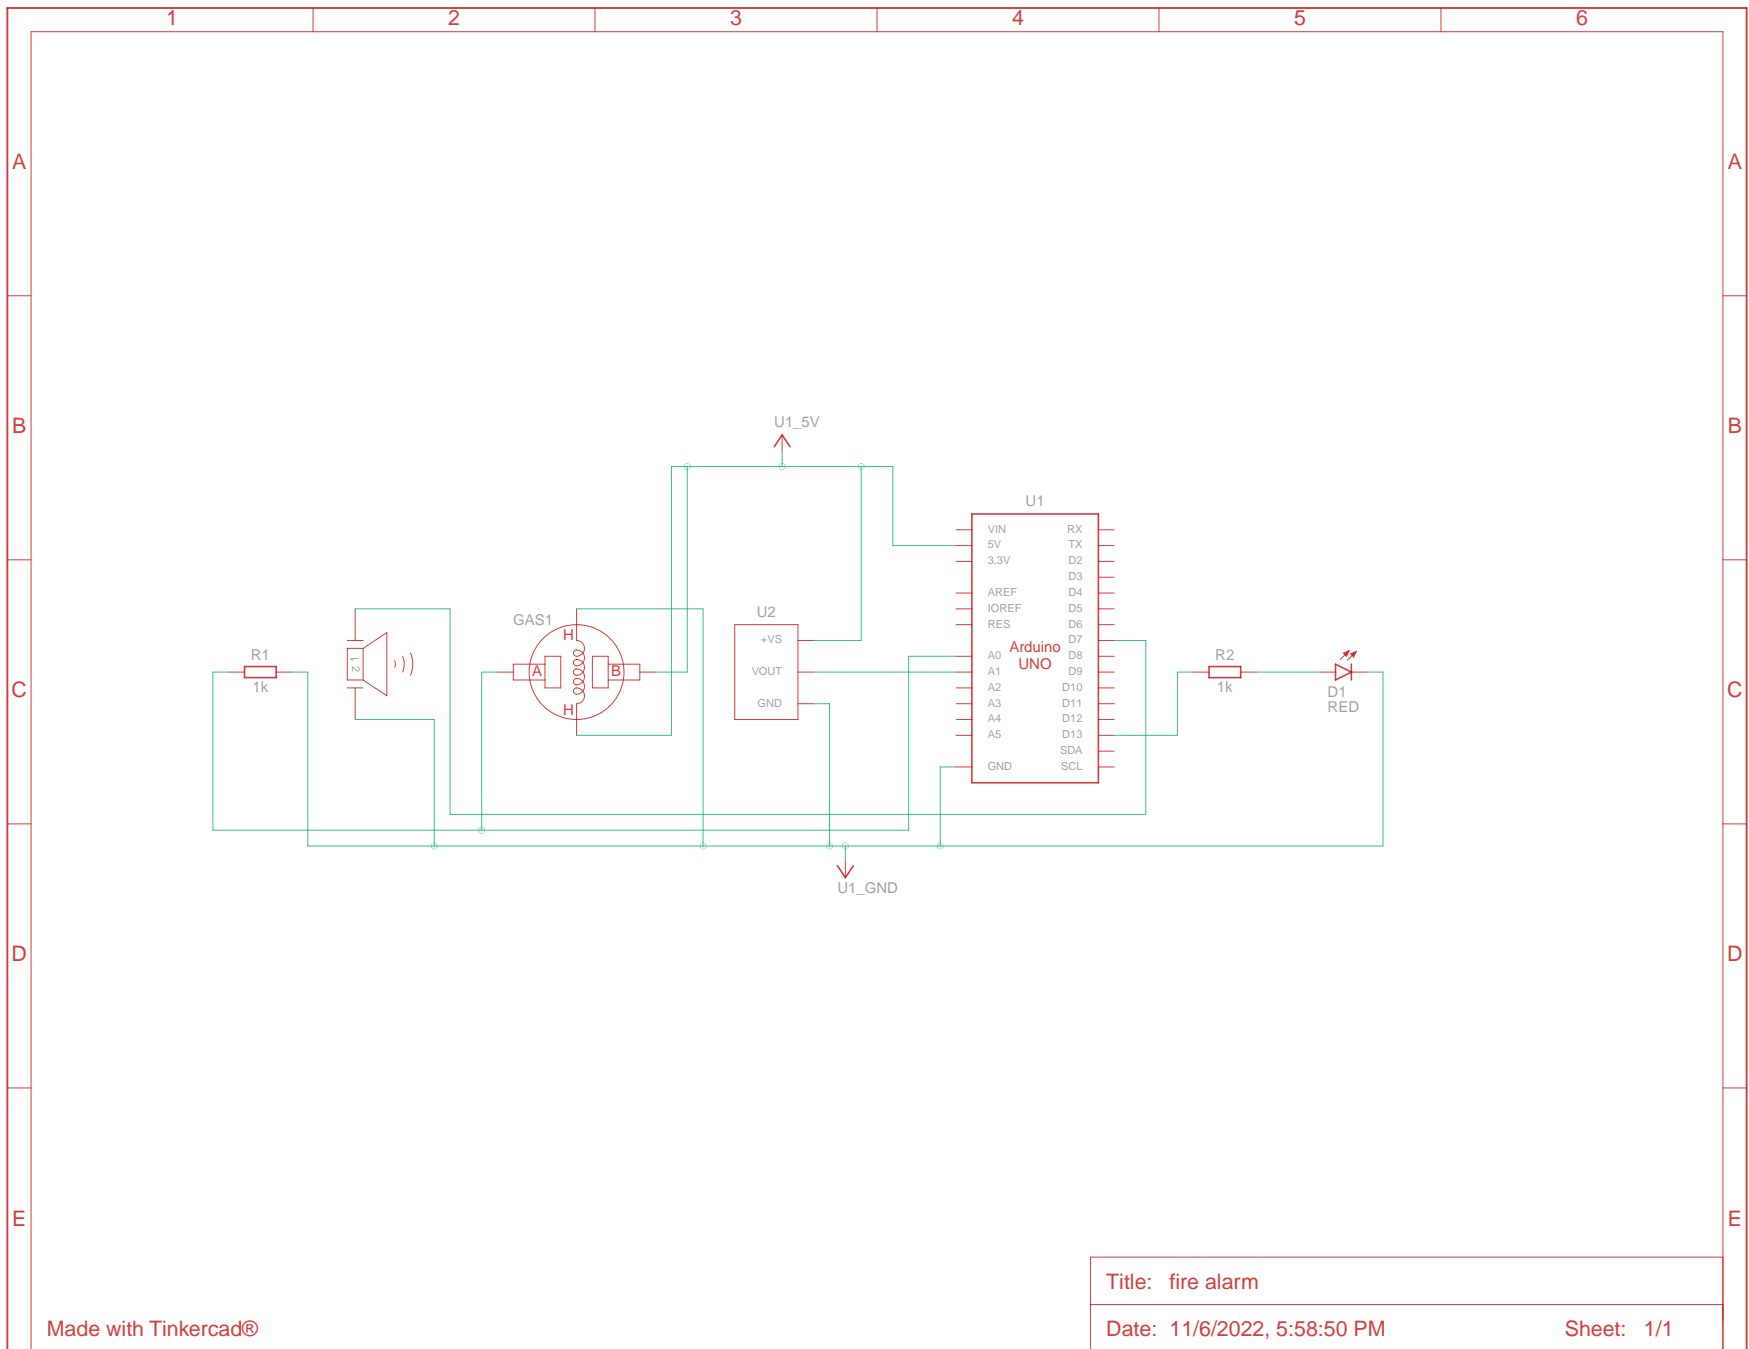 1 2 3 4 5 6
A A
B B
C C
D D
E E
U1_5V
U1
VIN RX
5V TX
3.3V D2
D3
AREF D4
IOREF D5
RES D6
D7
A0 D8
A1 D9
A2 D10
A3 D11
A4 D12
A5 D13
SDA
GND SCL
Arduino
UNO
U2
+VS
VOUT
GND
GAS1
H
A B
H
1 2
R1
1k
R2
1k
D1
RED
U1_GND
Title: fire alarm
Made with Tinkercad®
Date: 11/6/2022, 5:58:50 PM Sheet: 1/1